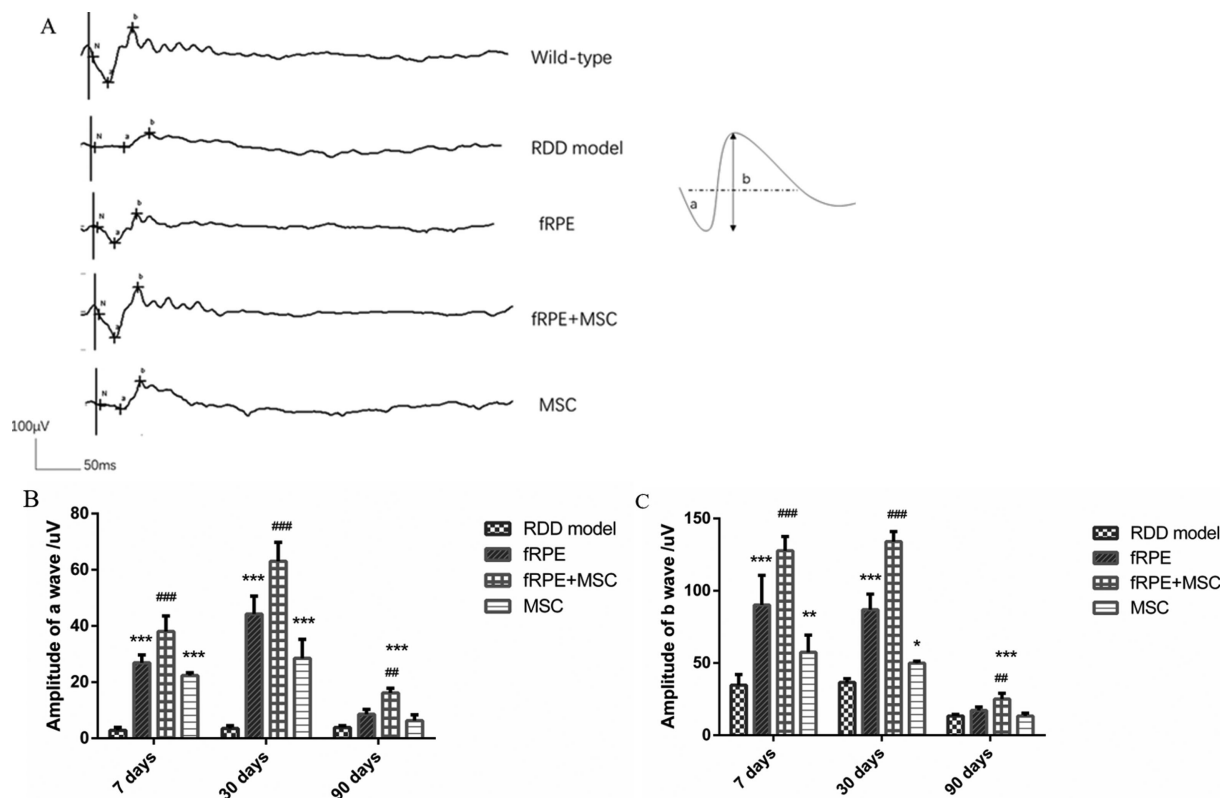 A
N
a
b
Wild-type
N
a
b
RDD model
N
a
b
fRPE
N
a
b
fRPE+MSC
N
a
b
MSC
a
b
100μV
50ms
B
Amplitude of a wave /uV
80
60
40
20
0
***
###
***
***
###
***
***
##
7 days
30 days
90 days
RDD model
fRPE
fRPE+MSC
MSC
C
Amplitude of b wave /uV
150
100
50
0
***
###
**
***
###
*
***
##
7 days
30 days
90 days
RDD model
fRPE
fRPE+MSC
MSC